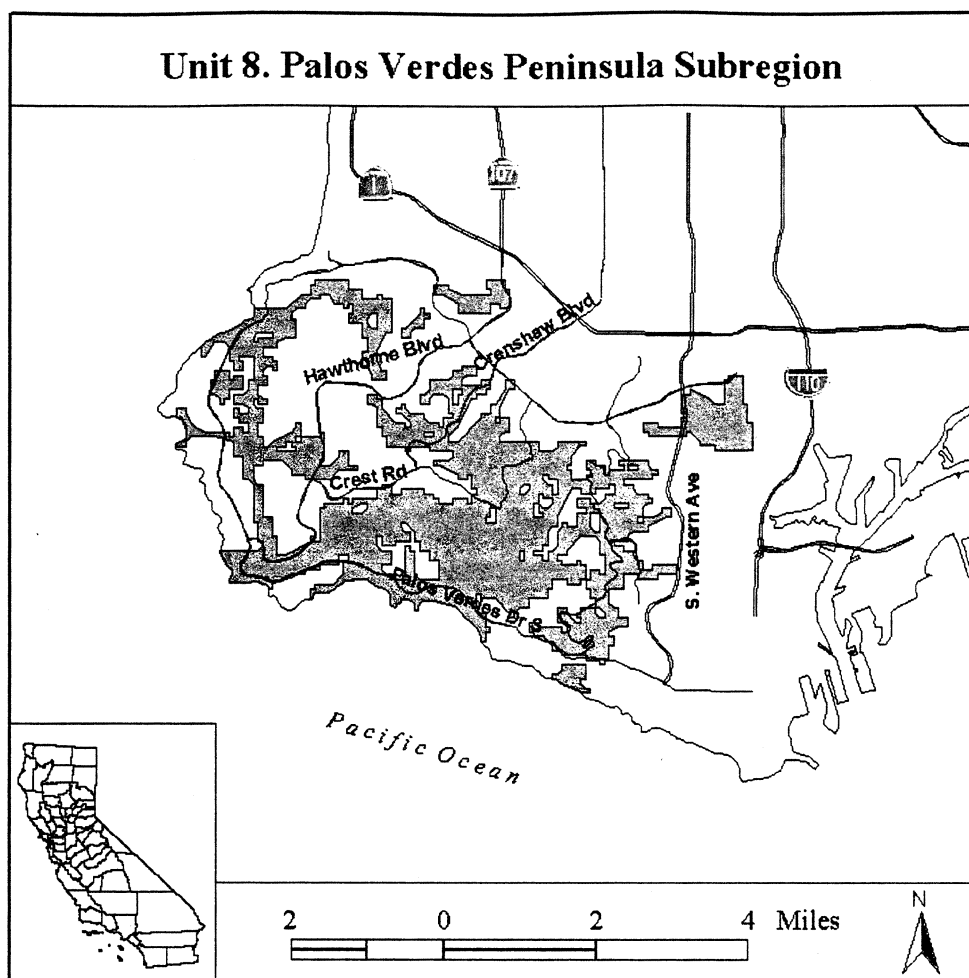 Unit 8. Palos Verdes Peninsula Subregion
1
107
Hawthorne Blvd
Crenshaw Blvd
110
Crest Rd
S. Western Ave
Palos Verdes Dr S
Pacific Ocean
2 0 2 4 Miles
N